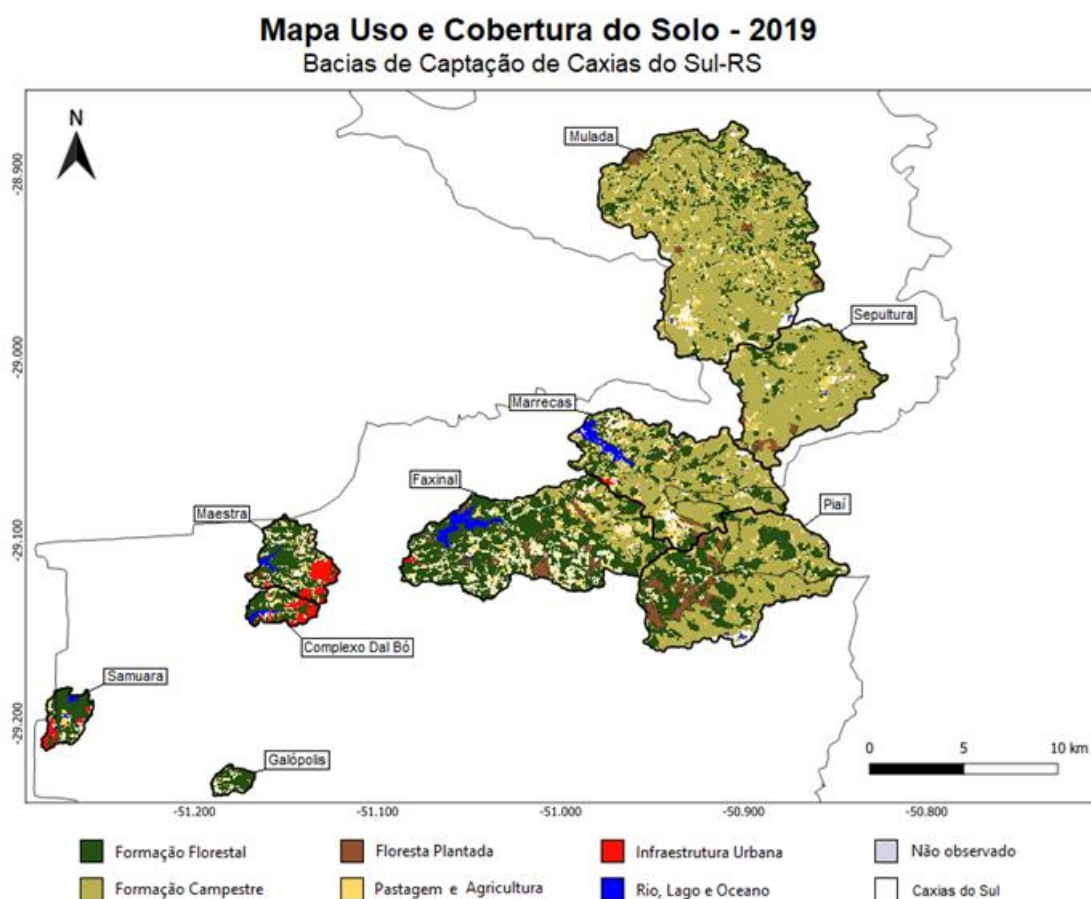 Mapa Uso e Cobertura do Solo - 2019
Bacias de Captação de Caxias do Sul-RS
N
Mulada
-28.900
Sepultura
-29.000
Marrecas
Faxinal
Piaí
Maestra
-29.100
Complexo Dal Bó
Samuara
-29.200
Galópolis
0 5 10 km
-51.200 -51.100 -51.000 -50.900 -50.800
Formação Florestal Floresta Plantada Infraestrutura Urbana Não observado
Formação Campestre Pastagem e Agricultura Rio, Lago e Oceano Caxias do Sul